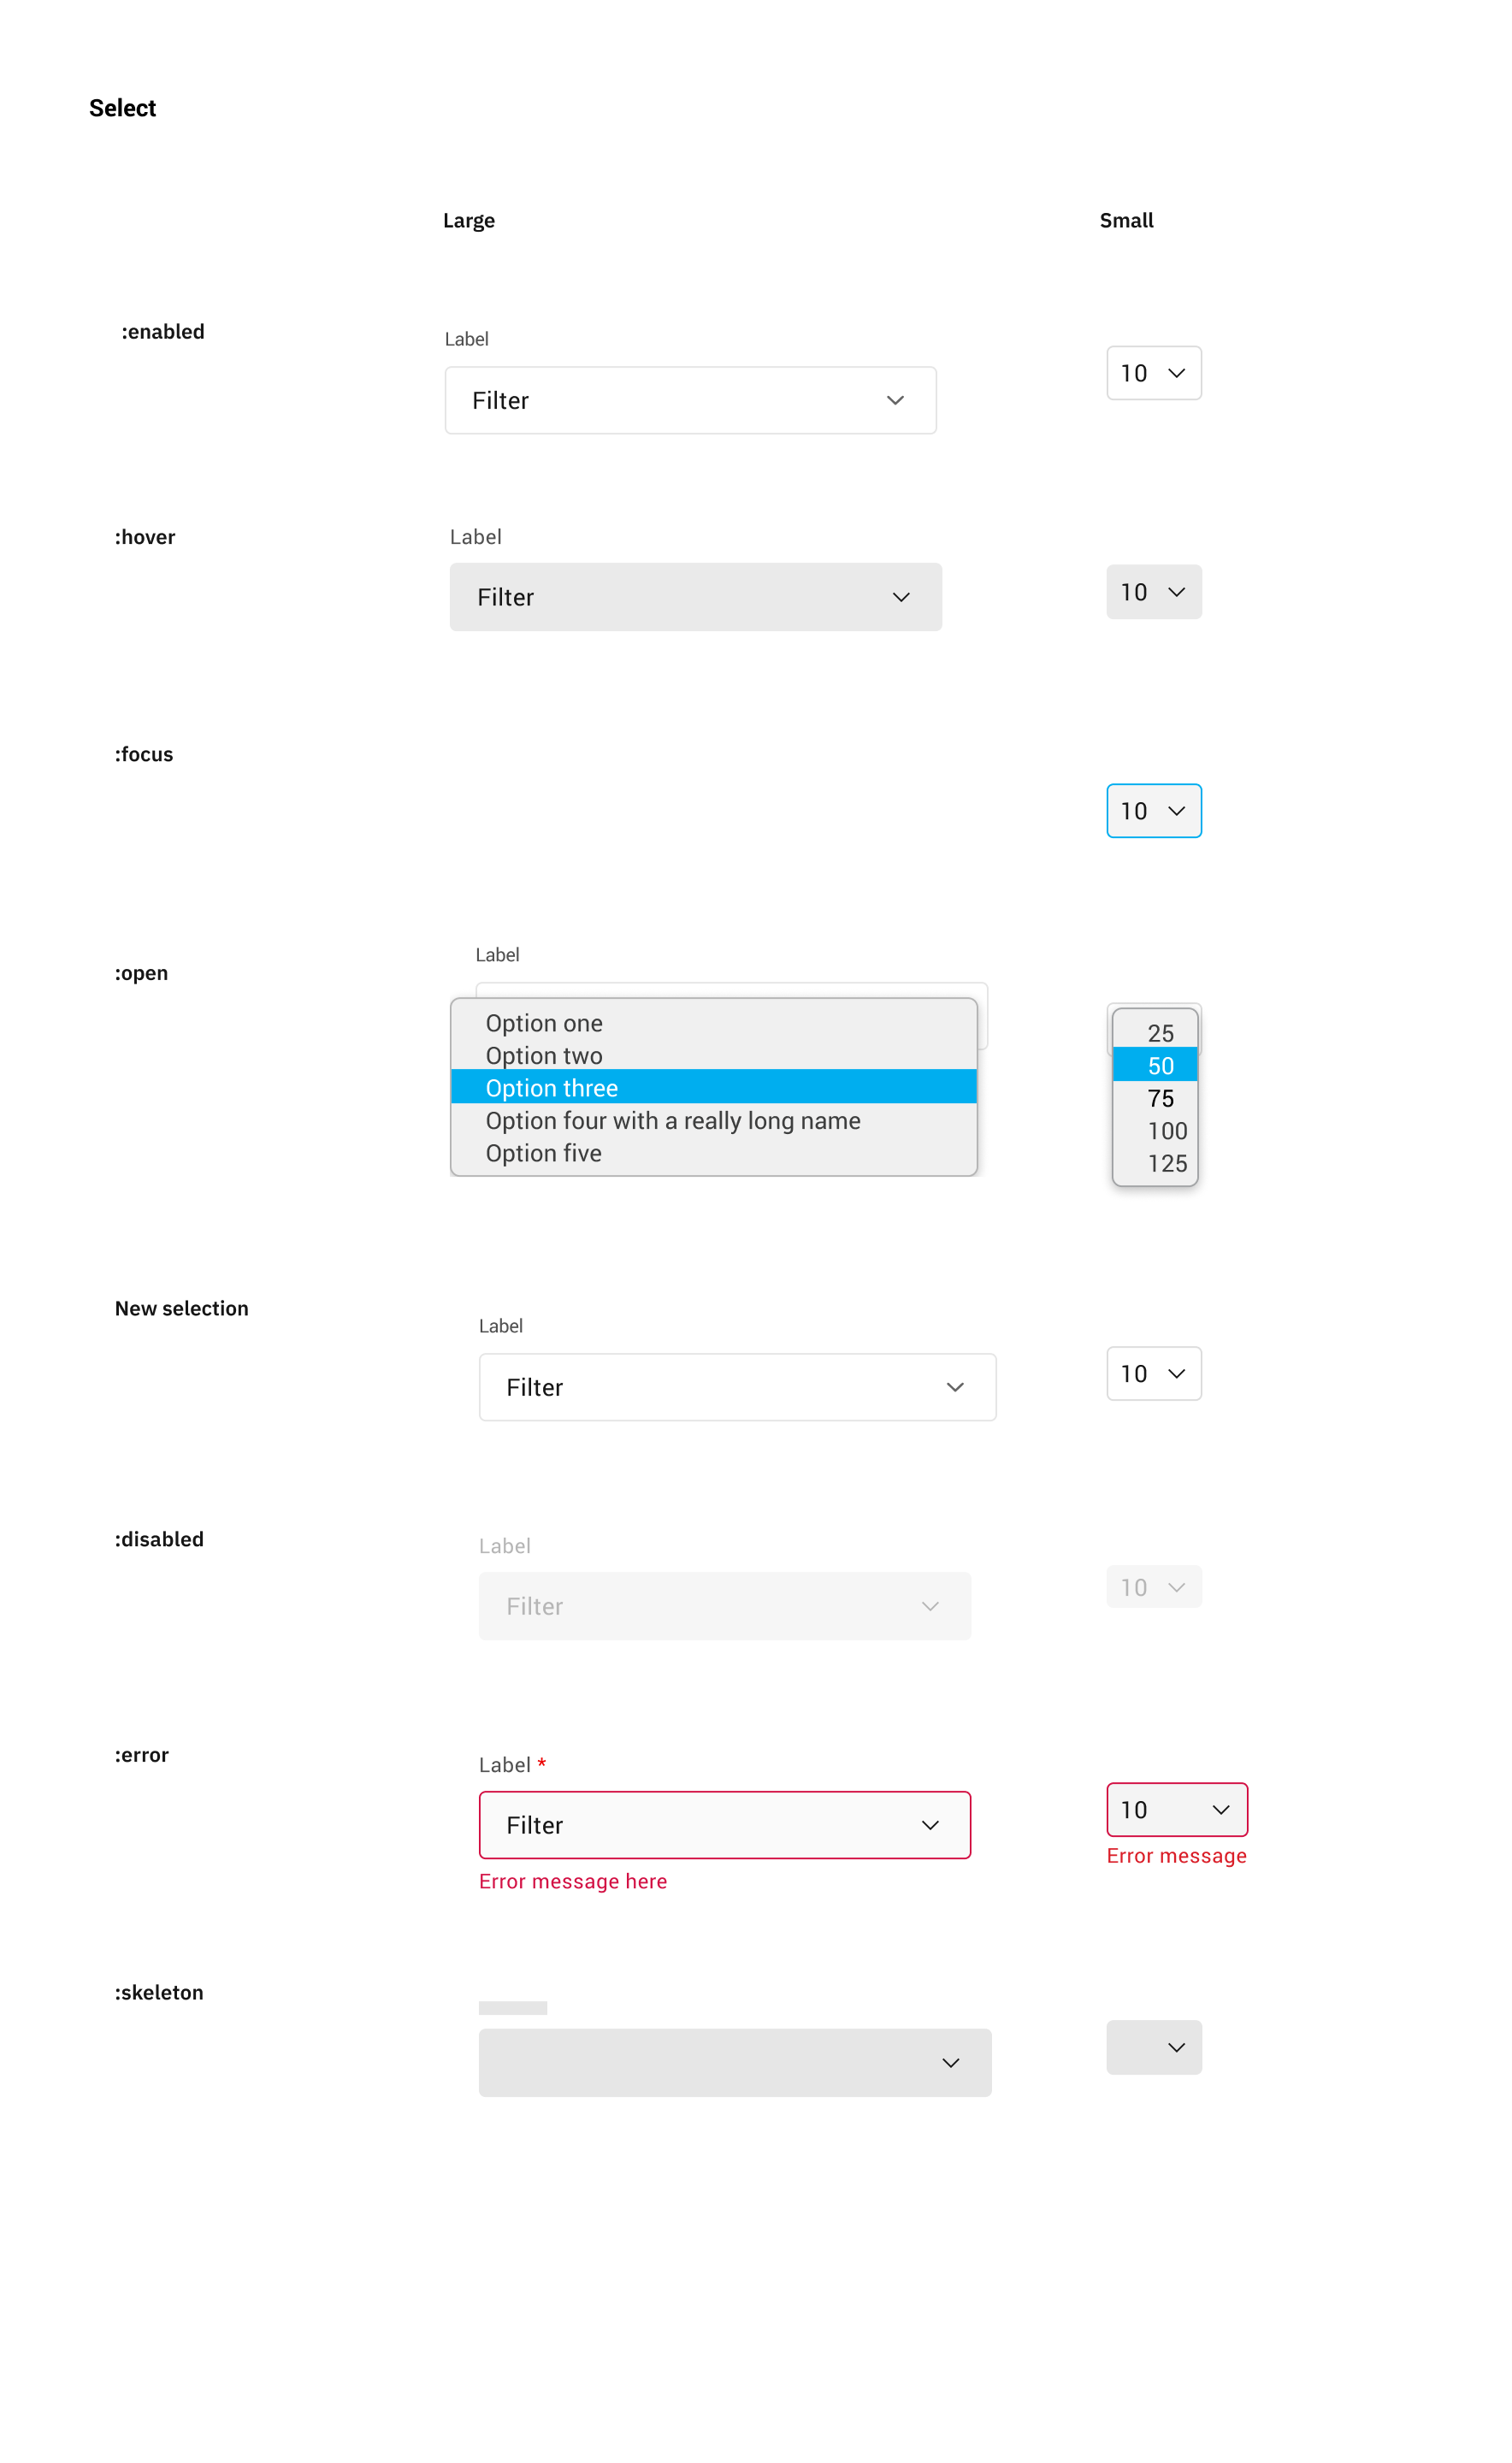 Select
Large
Small
:enabled
Label
Filter
10
:hover
Label
Filter
10
:focus
10
:open
Label
Option one
Option two
Option three
Option four with a really long name
Option five
25
50
75
100
125
New selection
Label
Filter
10
:disabled
Label
Filter
10
:error
Label *
Filter
Error message here
10
Error message
:skeleton